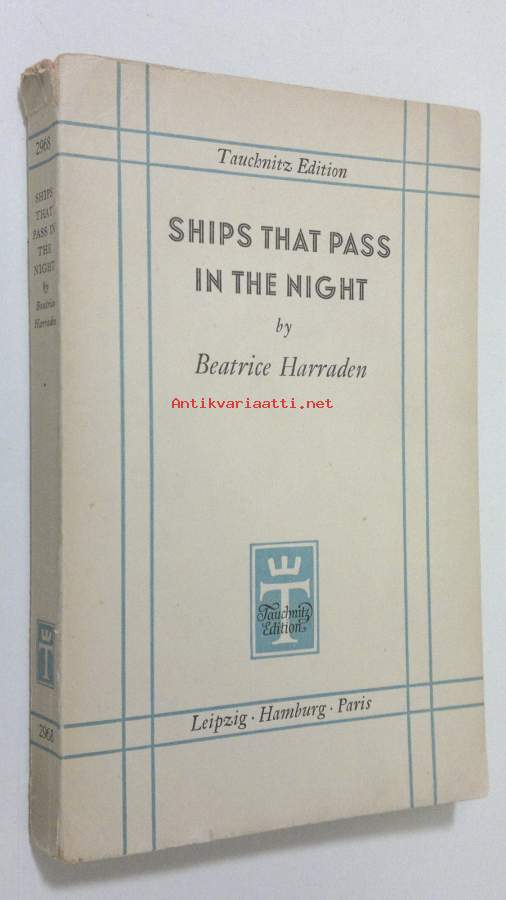 2968
SHIPS
THAT
PASS IN
THE
NIGHT
by
Beatrice
Harraden
T
2968
Tauchnitz Edition
SHIPS THAT PASS
IN THE NIGHT
by
Beatrice Harraden
Antikvariaatti.net
T
Tauchnitz
Edition
Leipzig · Hamburg · Paris